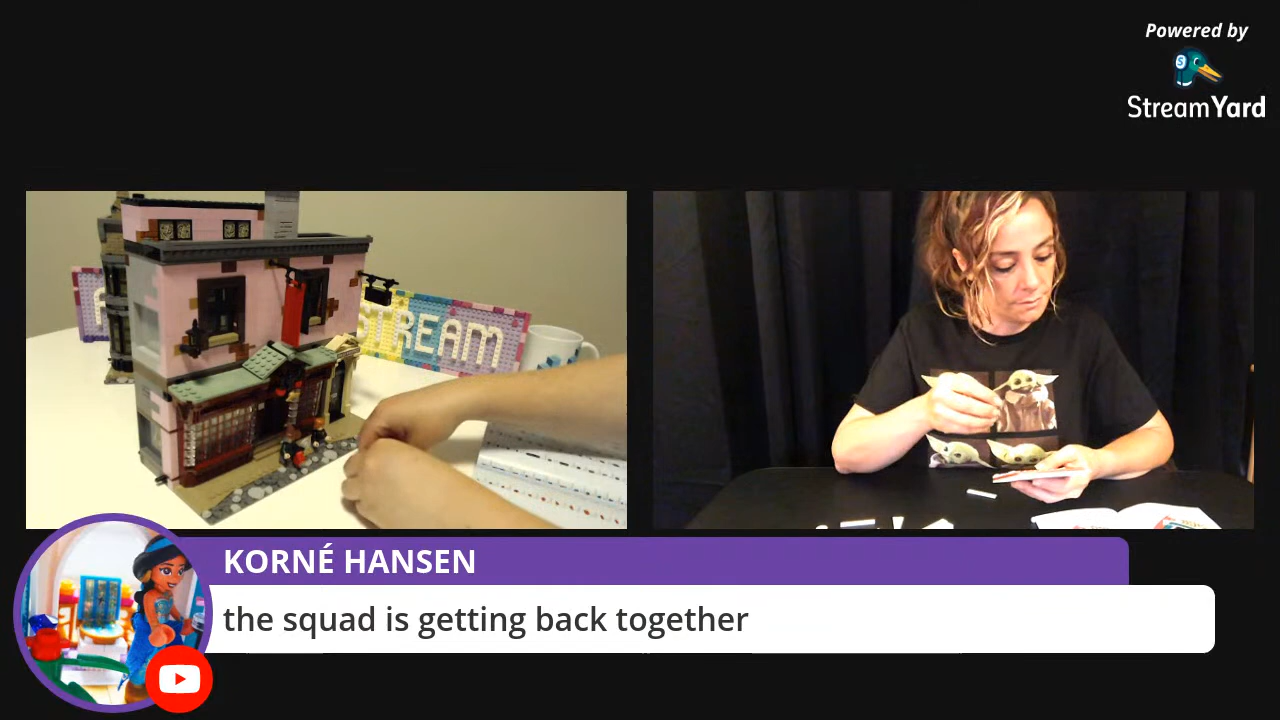 Powered by
StreamYard
STREAM
KORNÉ HANSEN
the squad is getting back together